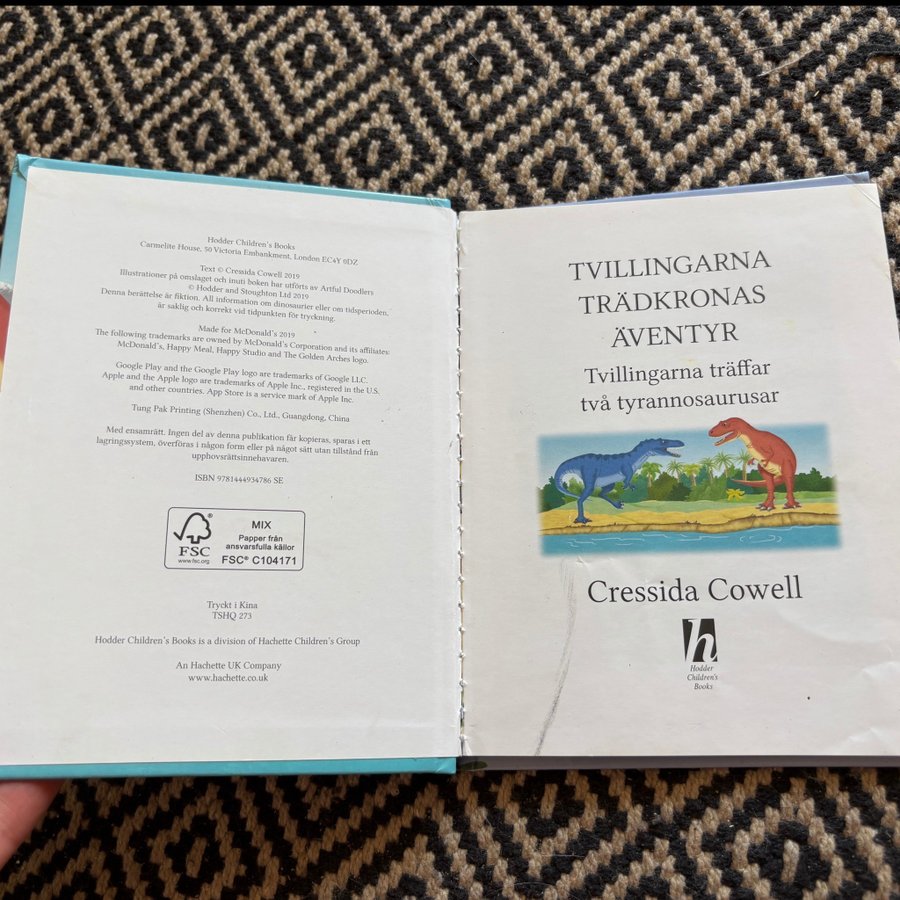 Hodder Children's Books
Carmelite House, 50 Victoria Embankment, London EC4Y 0DZ
Text © Cressida Cowell 2019
Illustrationer på omslaget och inuti boken har utförts av Artful Doodlers
© Hodder and Stoughton Ltd 2019
Denna berättelse är fiktion. All information om dinosaurier eller om tidsperioden,
är saklig och korrekt vid tidpunkten för tryckning.
Made for McDonald's 2019
The following trademarks are owned by McDonald's Corporation and its affiliates:
McDonald's, Happy Meal, Happy Studio and The Golden Arches logo.
Google Play and the Google Play logo are trademarks of Google LLC.
Apple and the Apple logo are trademarks of Apple Inc., registered in the U.S.
and other countries. App Store is a service mark of Apple Inc.
Tung Pak Printing (Shenzhen) Co., Ltd., Guangdong, China
Med ensamrätt. Ingen del av denna publikation får kopieras, sparas i ett
lagringssystem, överföras i någon form eller på något sätt utan tillstånd från
upphovsrättsinnehavaren.
ISBN 9781444934786 SE
FSC
www.fsc.org
MIX
Papper från
ansvarsfulla källor
FSC® C104171
Tryckt i Kina
TSHQ 273
Hodder Children's Books is a division of Hachette Children's Group
An Hachette UK Company
www.hachette.co.uk
TVILLINGARNA
TRÄDKRONAS
ÄVENTYR
Tvillingarna träffar
två tyrannosaurusar
Cressida Cowell
h
Hodder
Children's
Books